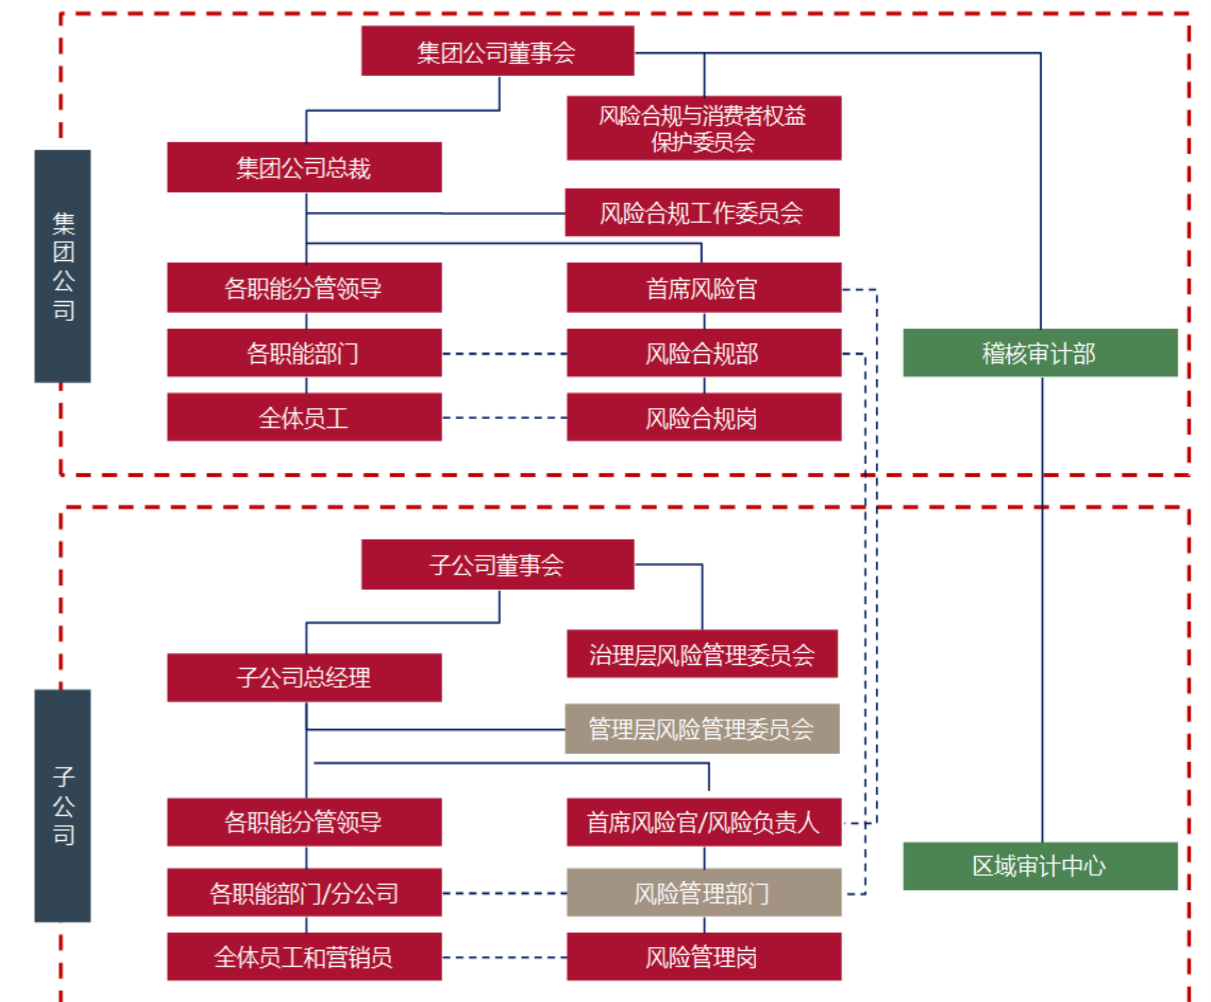 集团公司
集团公司董事会
风险合规与消费者权益
保护委员会
集团公司总裁
风险合规工作委员会
各职能分管领导
首席风险官
各职能部门
风险合规部
稽核审计部
全体员工
风险合规岗
子公司
子公司董事会
治理层风险管理委员会
子公司总经理
管理层风险管理委员会
各职能分管领导
首席风险官/风险负责人
区域审计中心
各职能部门/分公司
风险管理部门
全体员工和营销员
风险管理岗